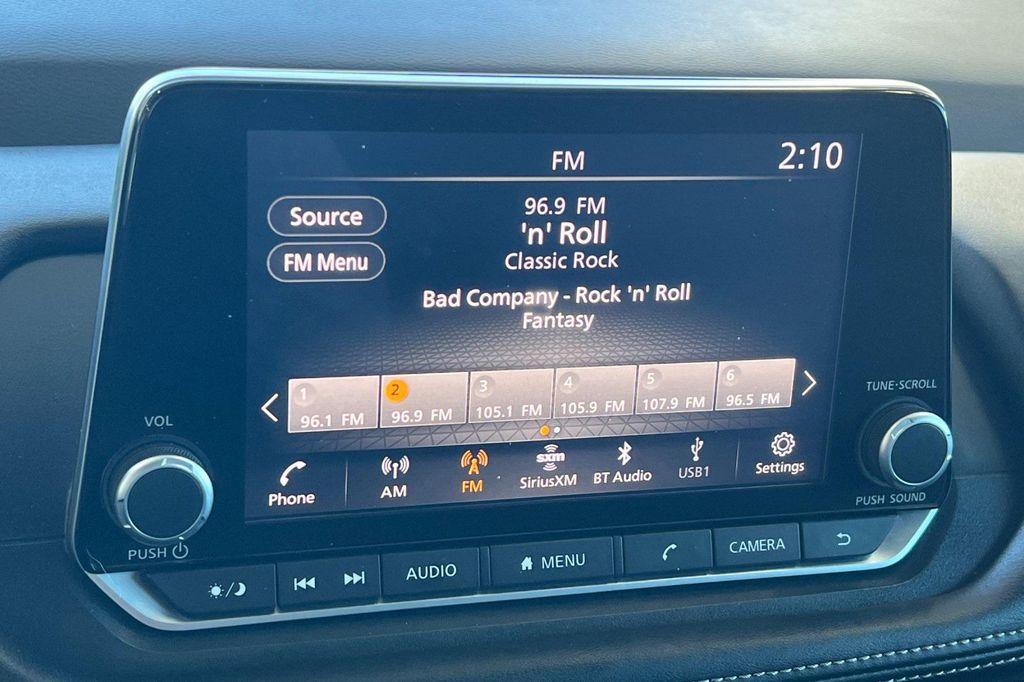 FM
2:10
Source
FM Menu
96.9 FM
'n' Roll
Classic Rock
Bad Company - Rock 'n' Roll
Fantasy
1 2 3 4 5 6
96.1 FM 96.9 FM 105.1 FM 105.9 FM 107.9 FM 96.5 FM
sxm
Phone AM FM SiriusXM BT Audio USB1 Settings
VOL
PUSH
TUNE·SCROLL
PUSH SOUND
AUDIO MENU CAMERA